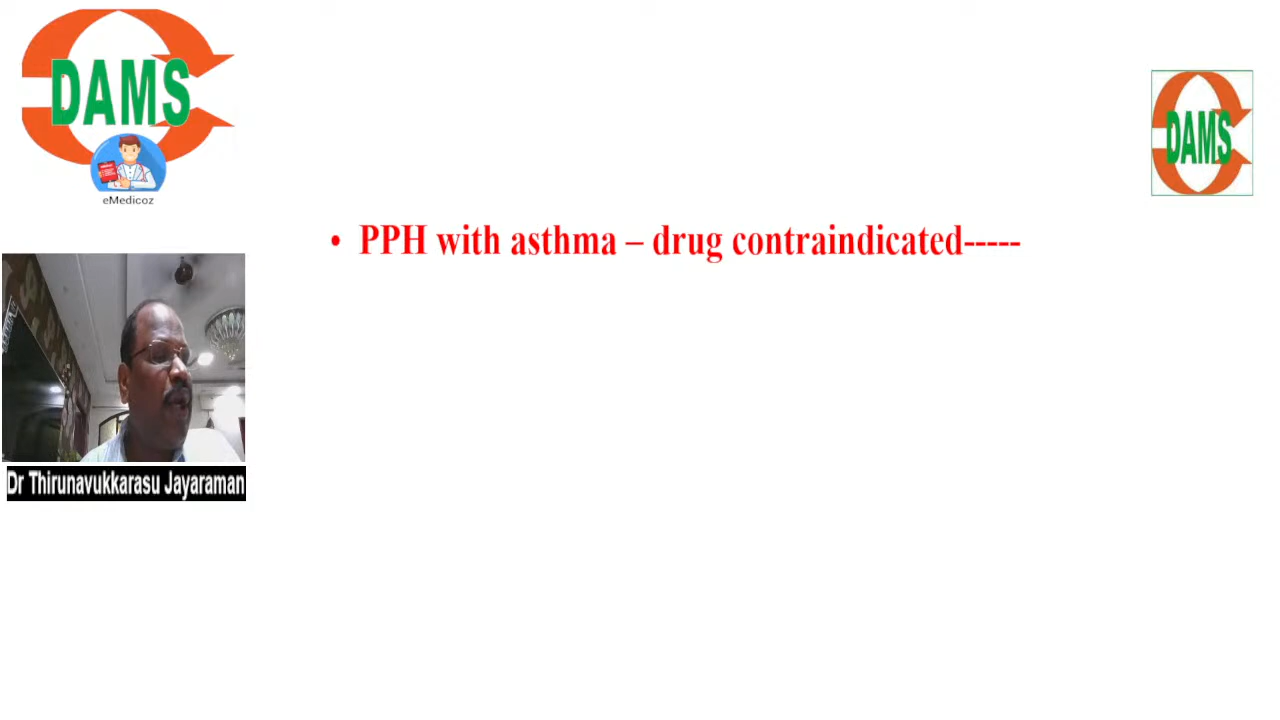 DAMS
eMedicoz
DAMS
• PPH with asthma – drug contraindicated-----
Dr Thirunavukkarasu Jayaraman